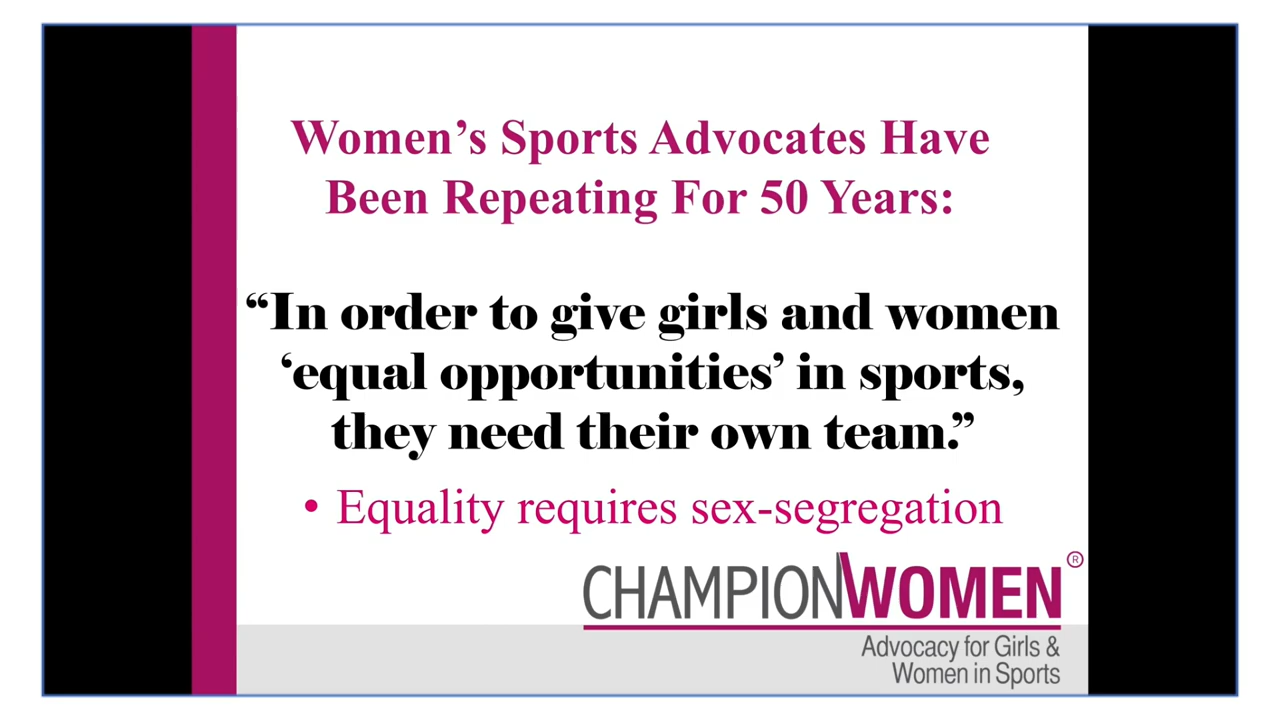 Women’s Sports Advocates Have
Been Repeating For 50 Years:
“In order to give girls and women
‘equal opportunities’ in sports,
they need their own team.”
• Equality requires sex-segregation
CHAMPIONWOMEN®
Advocacy for Girls &
Women in Sports